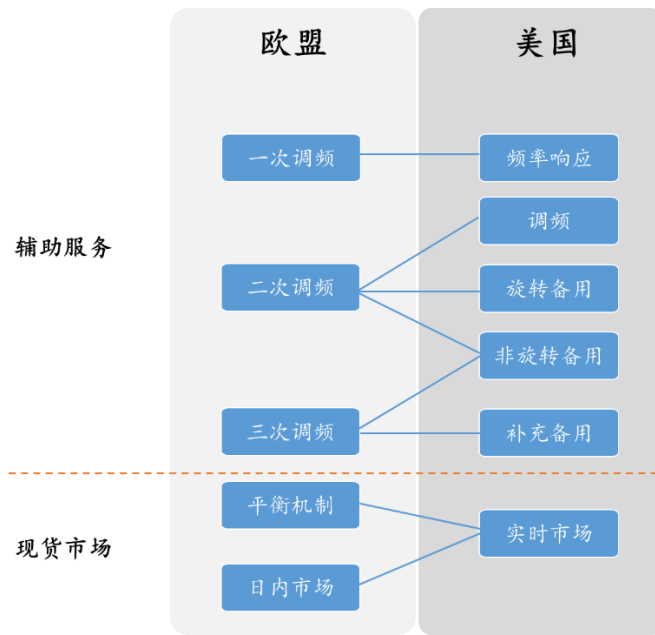 欧盟
美国
辅助服务
一次调频
频率响应
调频
二次调频
旋转备用
非旋转备用
三次调频
补充备用
现货市场
平衡机制
实时市场
日内市场